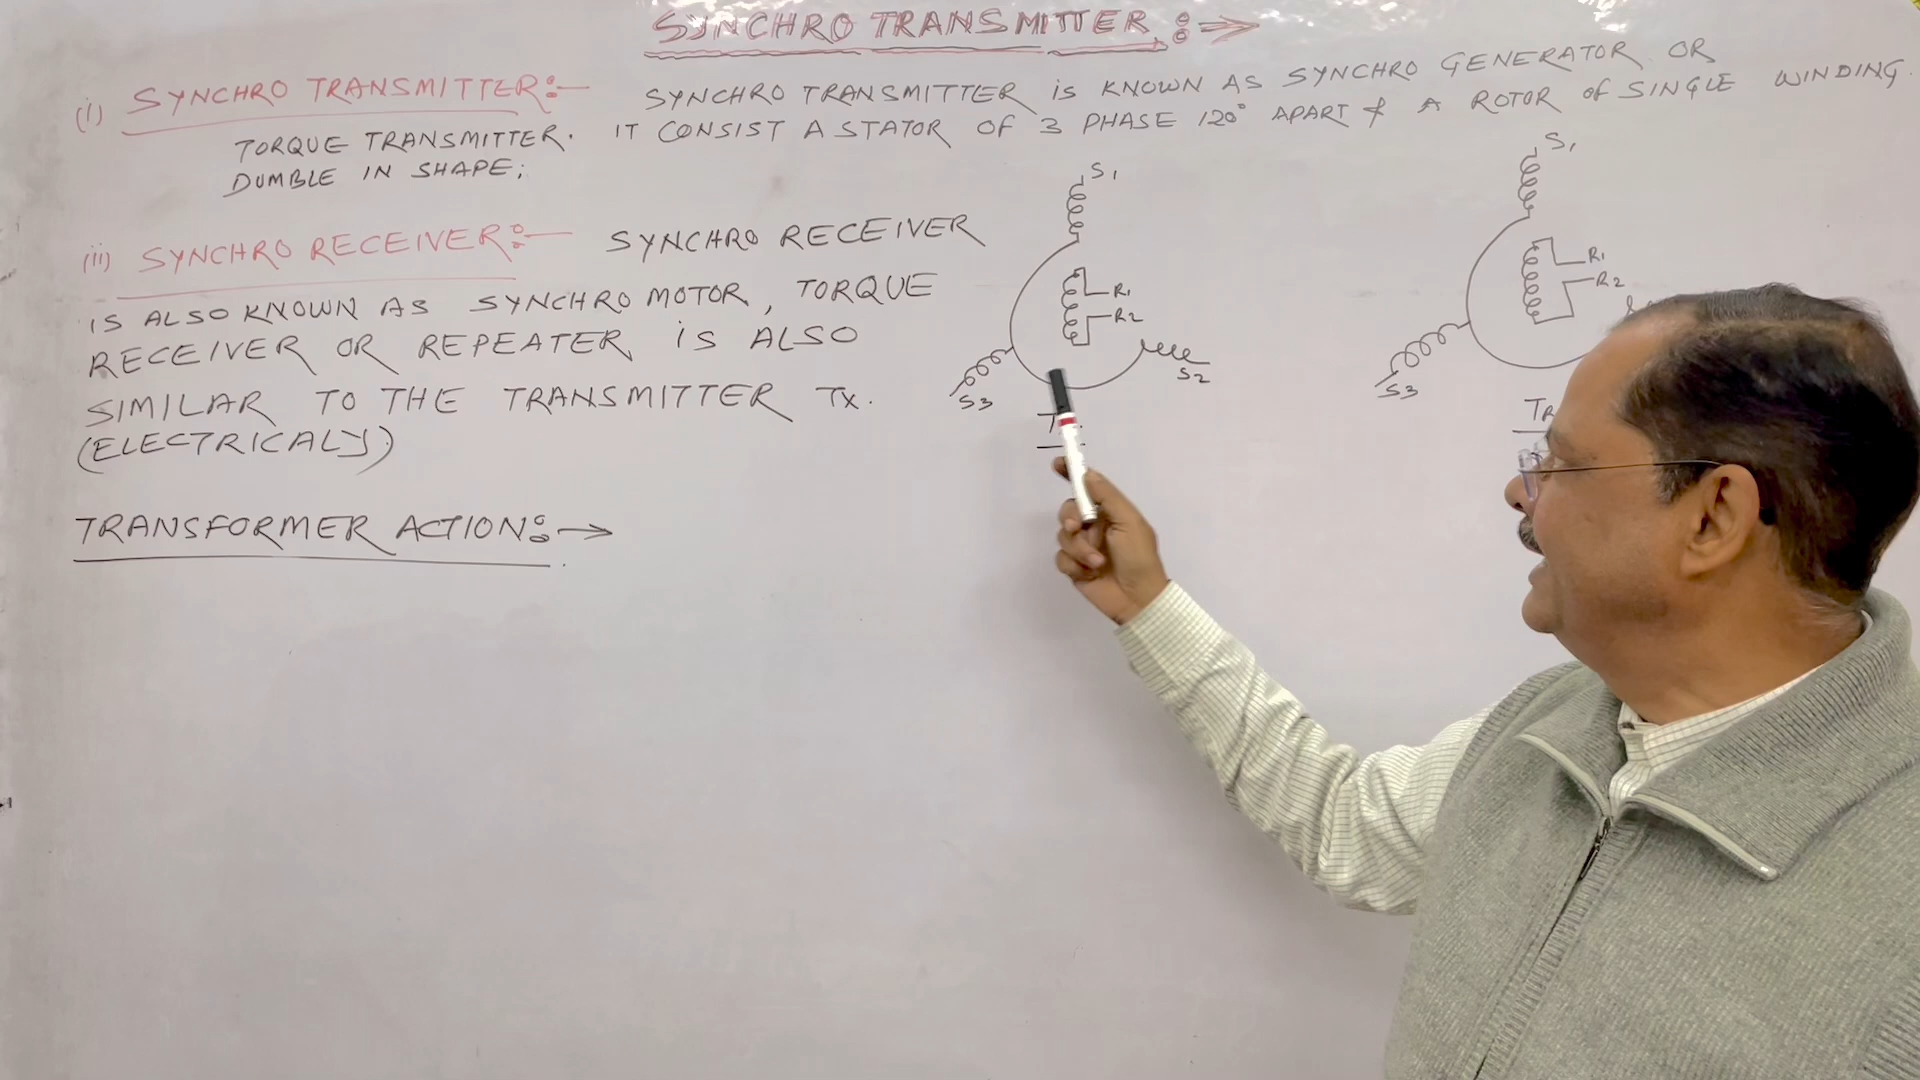 SYNCHRO TRANSMITTER :⇒
(i) SYNCHRO TRANSMITTER:— SYNCHRO TRANSMITTER is KNOWN AS SYNCHRO GENERATOR OR
TORQUE TRANSMITTER. IT CONSIST A STATOR OF 3 PHASE 120° APART & A ROTOR of SINGLE WINDING
DUMBLE IN SHAPE;
(ii) SYNCHRO RECEIVER:— SYNCHRO RECEIVER
IS ALSO KNOWN AS SYNCHRO MOTOR, TORQUE
RECEIVER OR REPEATER is ALSO
SIMILAR TO THE TRANSMITTER Tx.
(ELECTRICALY)
TRANSFORMER ACTION:→
S1
R1
R2
S2
S3
S1
R1
R2
S3